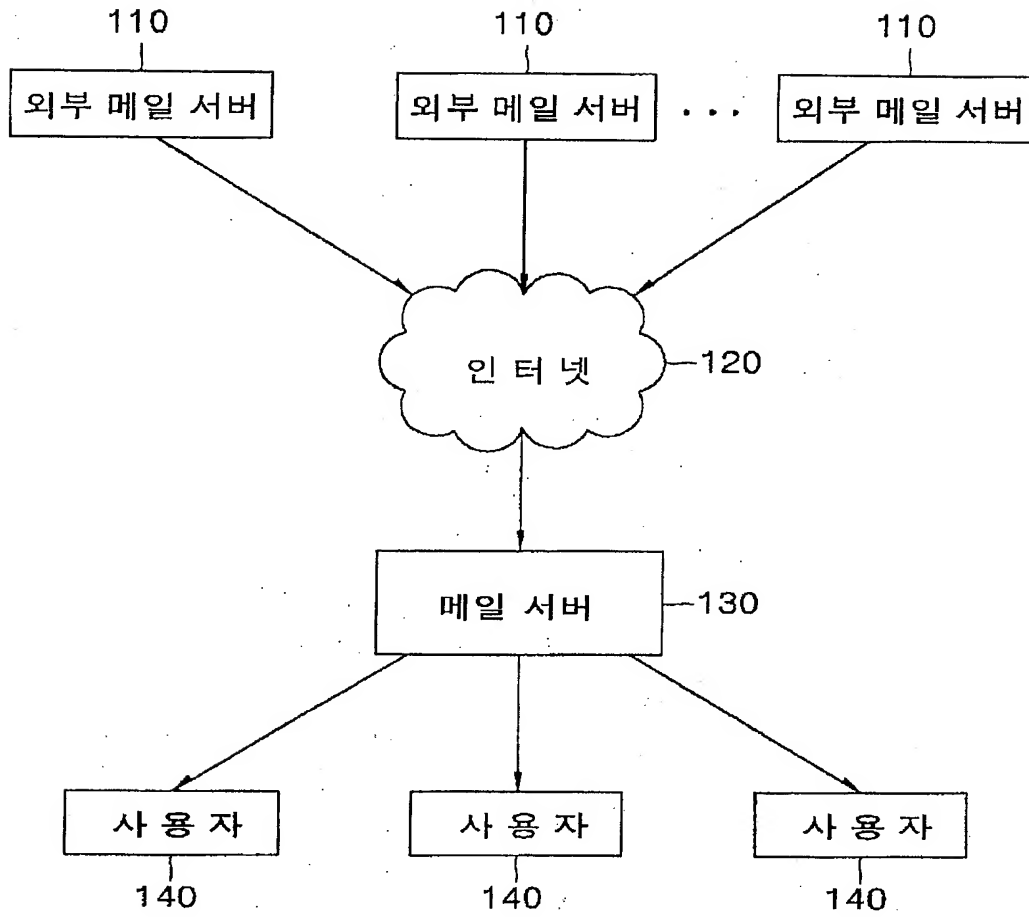 110 110 110
외부 메일 서버 외부 메일 서버 ... 외부 메일 서버
인터넷 120
메일 서버 130
사용자 사용자 사용자
140 140 140